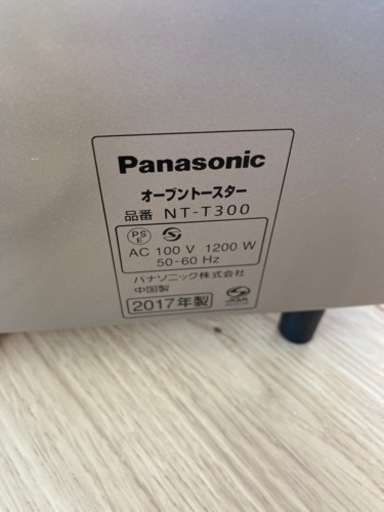 Panasonic
オーブントースター
品番 NT-T300
PS
E
AC 100 V 1200 W
50-60 Hz
パナソニック株式会社
中国製
2017年製